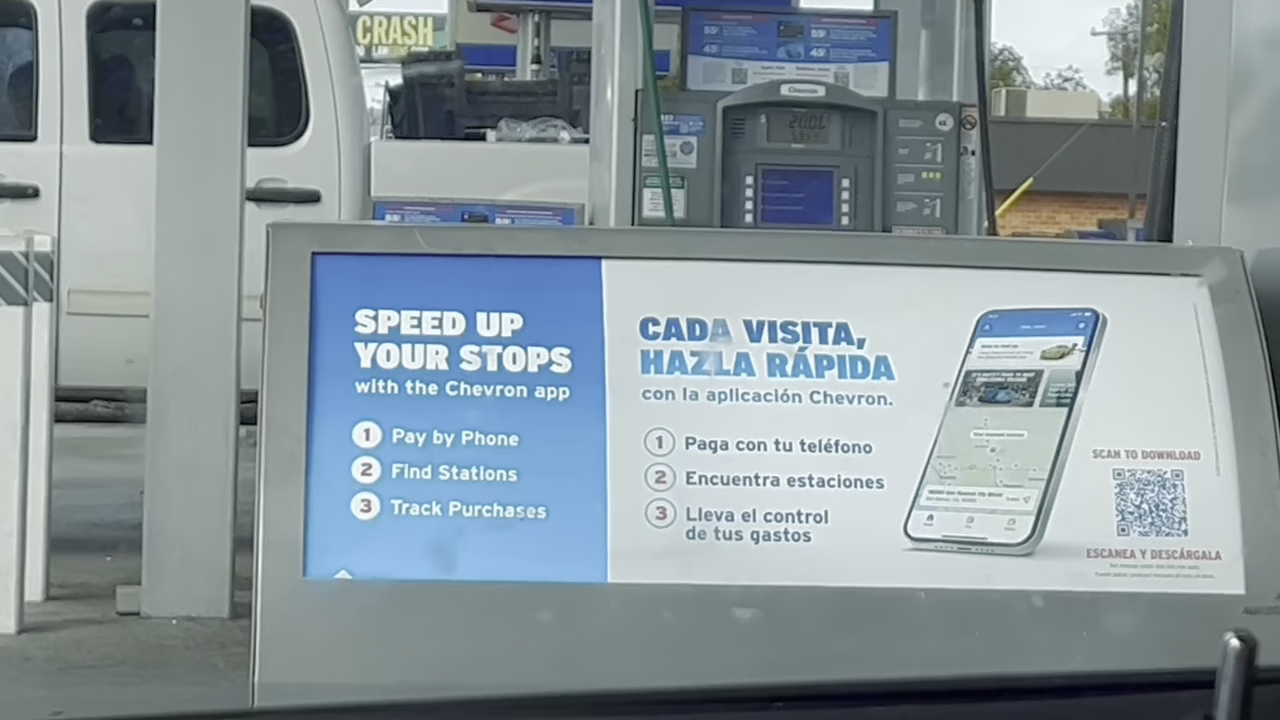 CRASH
Chevron
SPEED UP
YOUR STOPS
with the Chevron app
1 Pay by Phone
2 Find Stations
3 Track Purchases
CADA VISITA,
HAZLA RÁPIDA
con la aplicación Chevron.
1 Paga con tu teléfono
2 Encuentra estaciones
3 Lleva el control
de tus gastos
SCAN TO DOWNLOAD
ESCANEA Y DESCÁRGALA